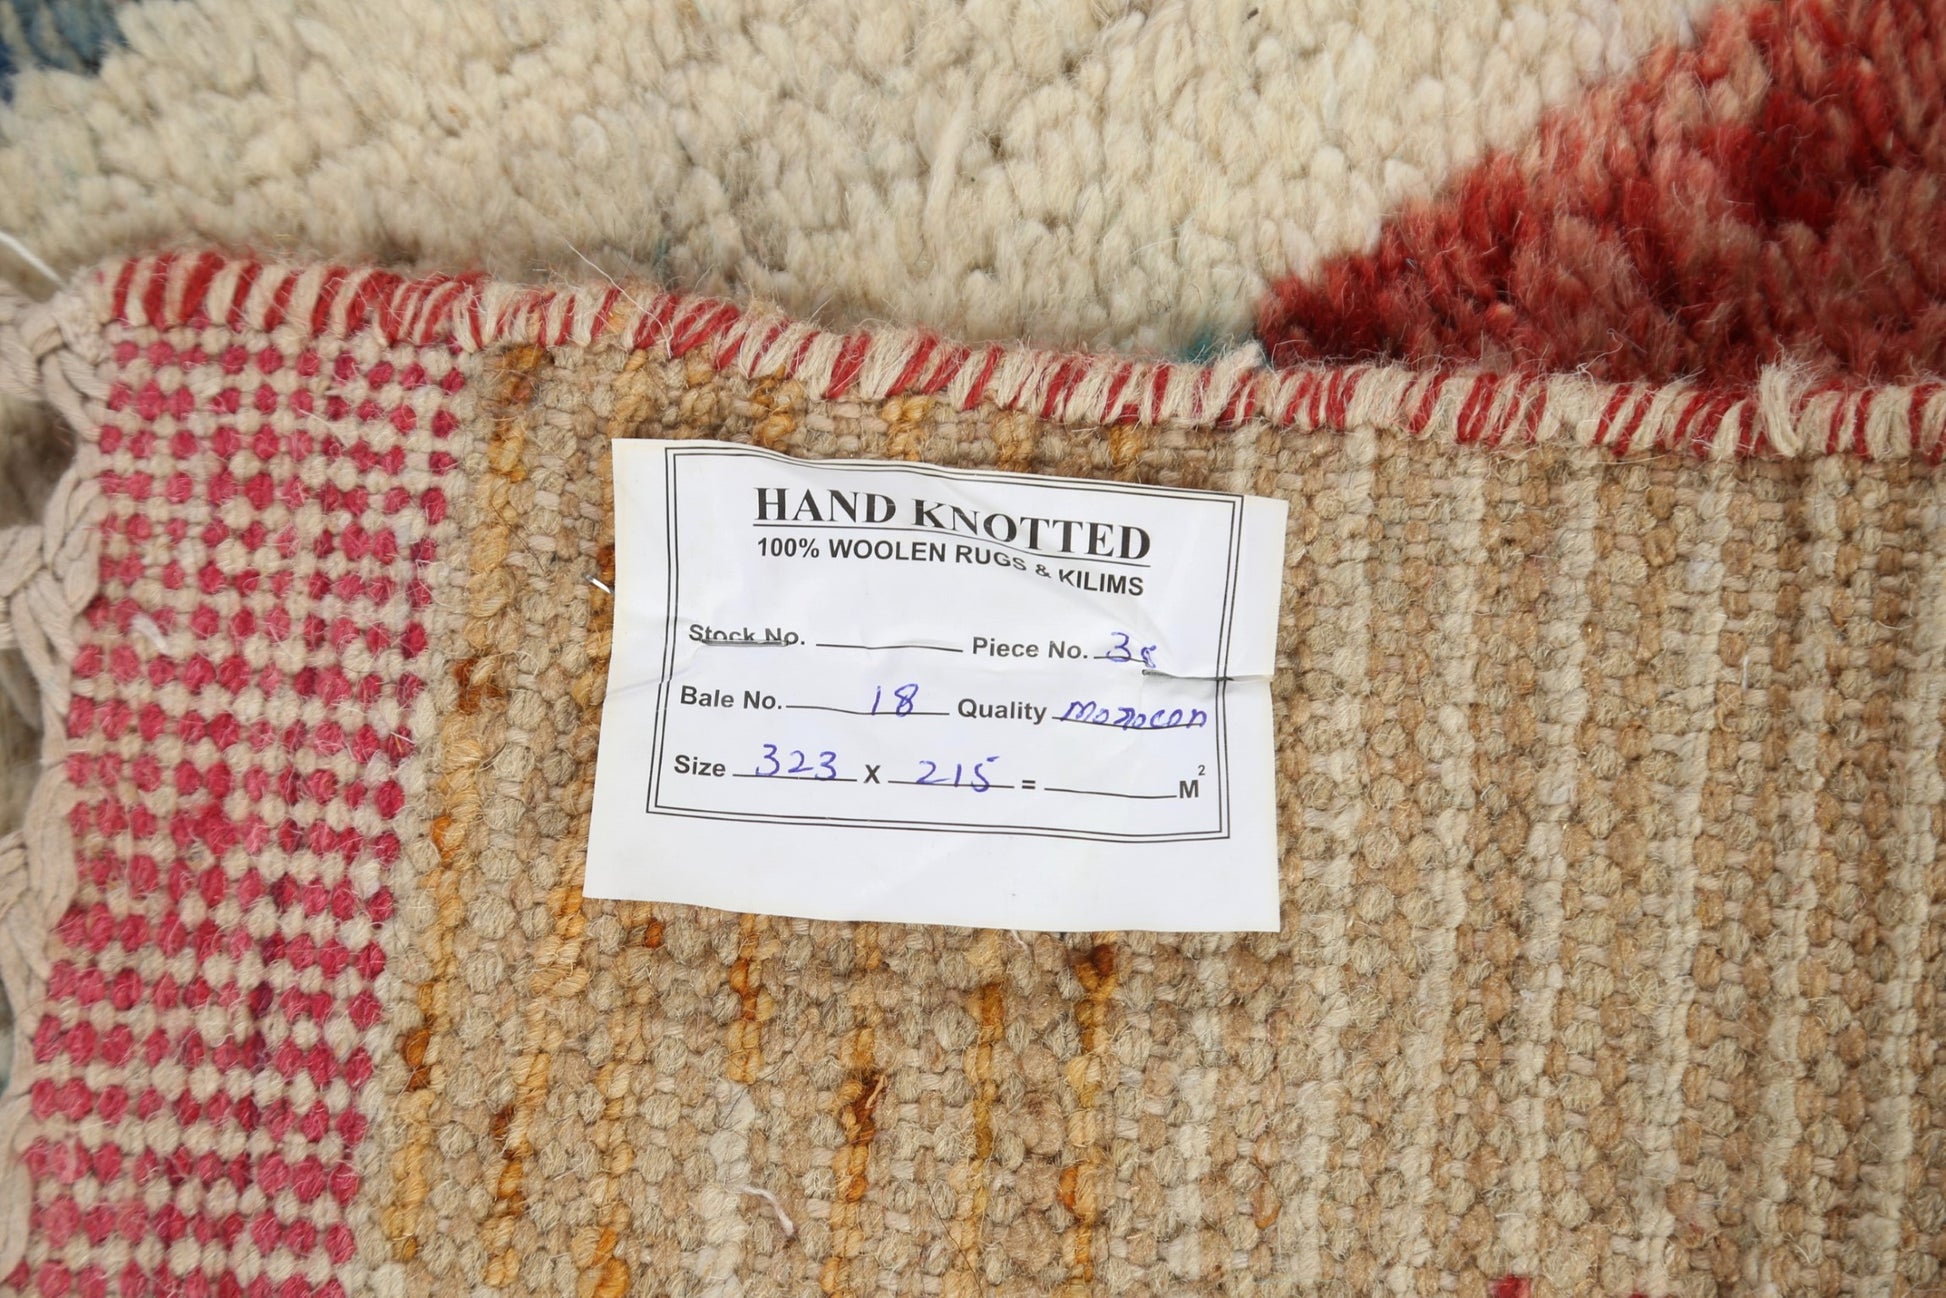 HAND KNOTTED
100% WOOLEN RUGS & KILIMS
Stock No. Piece No. 38
Bale No. 18 Quality Morocon
Size 323 X 215 = M²